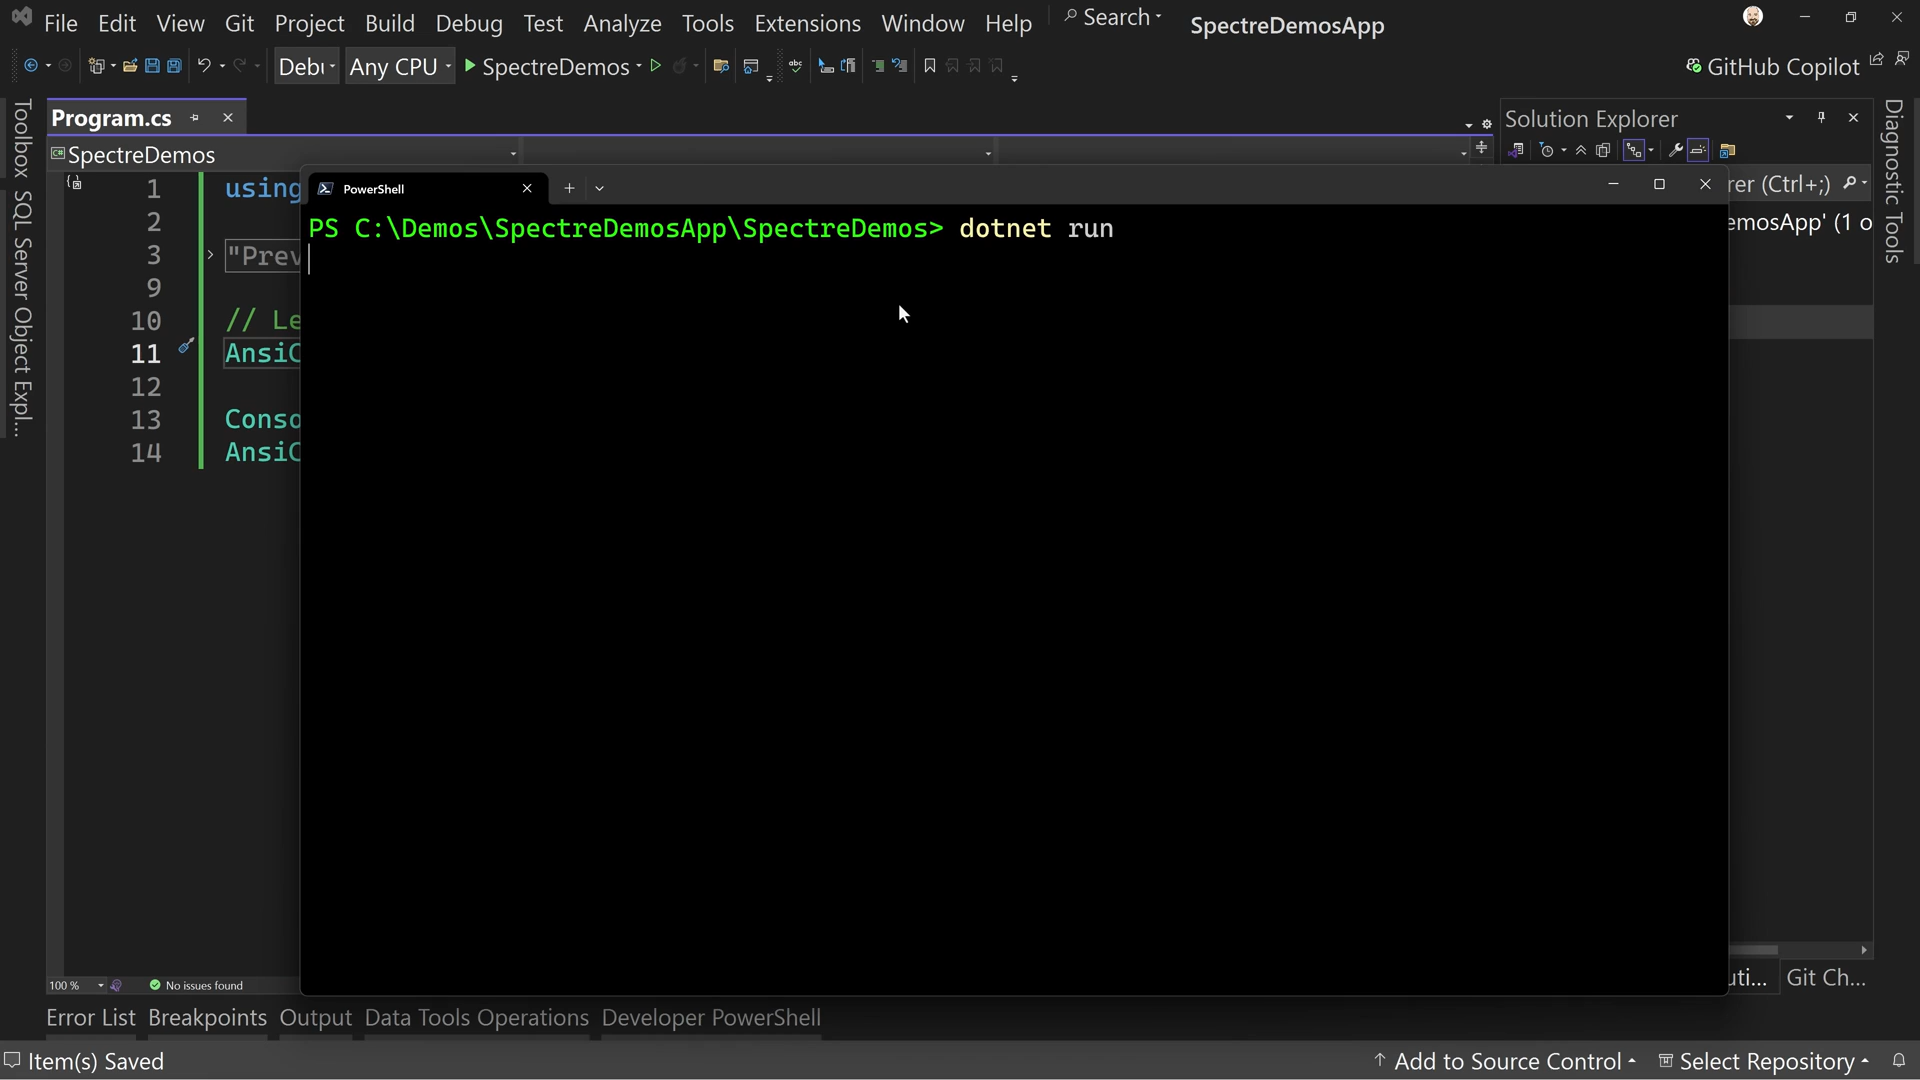 File Edit View Git Project Build Debug Test Analyze Tools Extensions Window Help Search SpectreDemosApp
Debu Any CPU SpectreDemos GitHub Copilot
Program.cs
Solution Explorer
SpectreDemos
rer (Ctrl+;)
emosApp' (1 o
Toolbox
SQL Server Object Expl...
Diagnostic Tools
1 using
2
3 "Prev
9
10 // Le
11 AnsiC
12
13 Conso
14 AnsiC
PowerShell
PS C:\Demos\SpectreDemosApp\SpectreDemos> dotnet run
100 % No issues found
uti... Git Ch...
Error List Breakpoints Output Data Tools Operations Developer PowerShell
Item(s) Saved Add to Source Control Select Repository